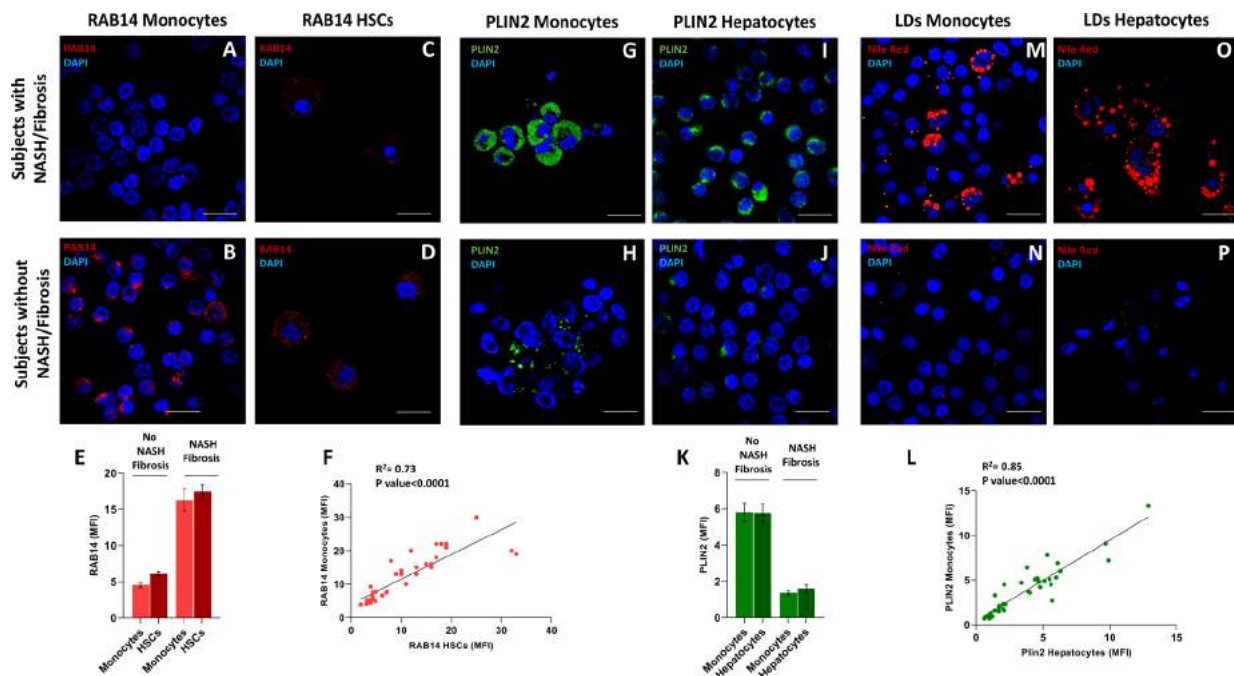 RAB14 Monocytes
RAB14 HSCs
PLIN2 Monocytes
PLIN2 Hepatocytes
LDs Monocytes
LDs Hepatocytes
Subjects with
NASH/Fibrosis
RAB14
DAPI
A
RAB14
DAPI
C
PLIN2
DAPI
G
PLIN2
DAPI
I
Nile Red
DAPI
M
Nile Red
DAPI
O
Subjects without
NASH/Fibrosis
RAB14
DAPI
B
RAB14
DAPI
D
PLIN2
DAPI
H
PLIN2
DAPI
J
Nile Red
DAPI
N
Nile Red
DAPI
P
E
No
NASH
Fibrosis
NASH
Fibrosis
RAB14 (MFI)
20
15
10
5
0
Monocytes
HSCs
Monocytes
HSCs
F
R²= 0.73
P value<0.0001
RAB14 Monocytes (MFI)
40
30
20
10
0
0
10
20
30
40
RAB14 HSCs (MFI)
K
No
NASH
Fibrosis
NASH
Fibrosis
PLIN2 (MFI)
8
6
4
2
0
Monocytes
Hepatocytes
Monocytes
Hepatocytes
L
R²= 0.85
P value<0.0001
PLIN2 Monocytes (MFI)
15
10
5
0
0
5
10
15
Plin2 Hepatocytes (MFI)